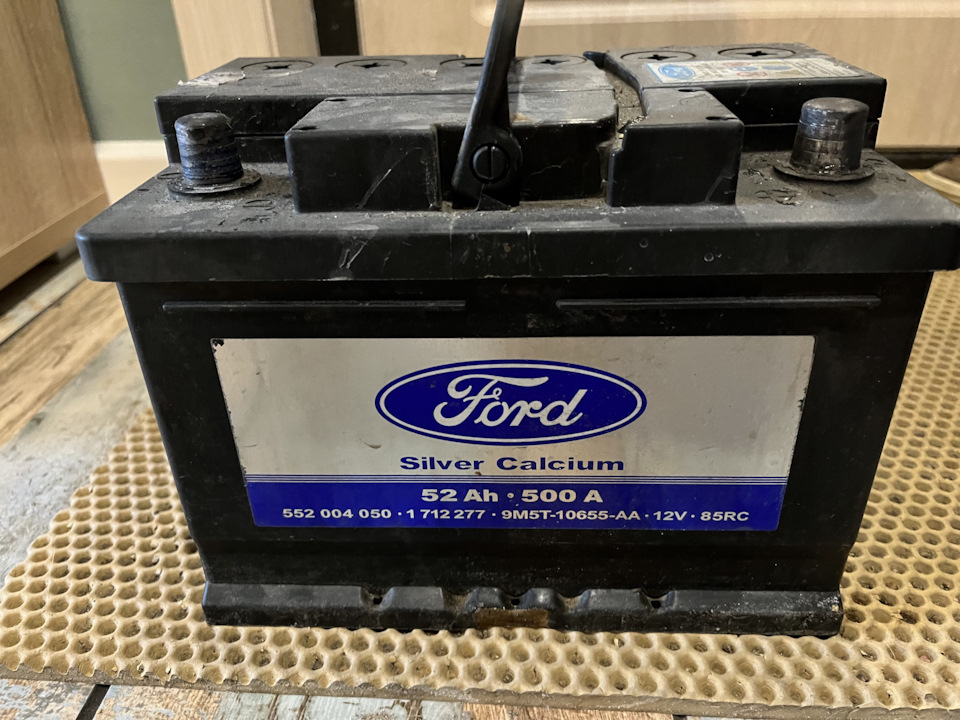 Ford
Silver Calcium
52 Ah · 500 A
552 004 050 · 1 712 277 · 9M5T-10655-AA · 12V · 85RC